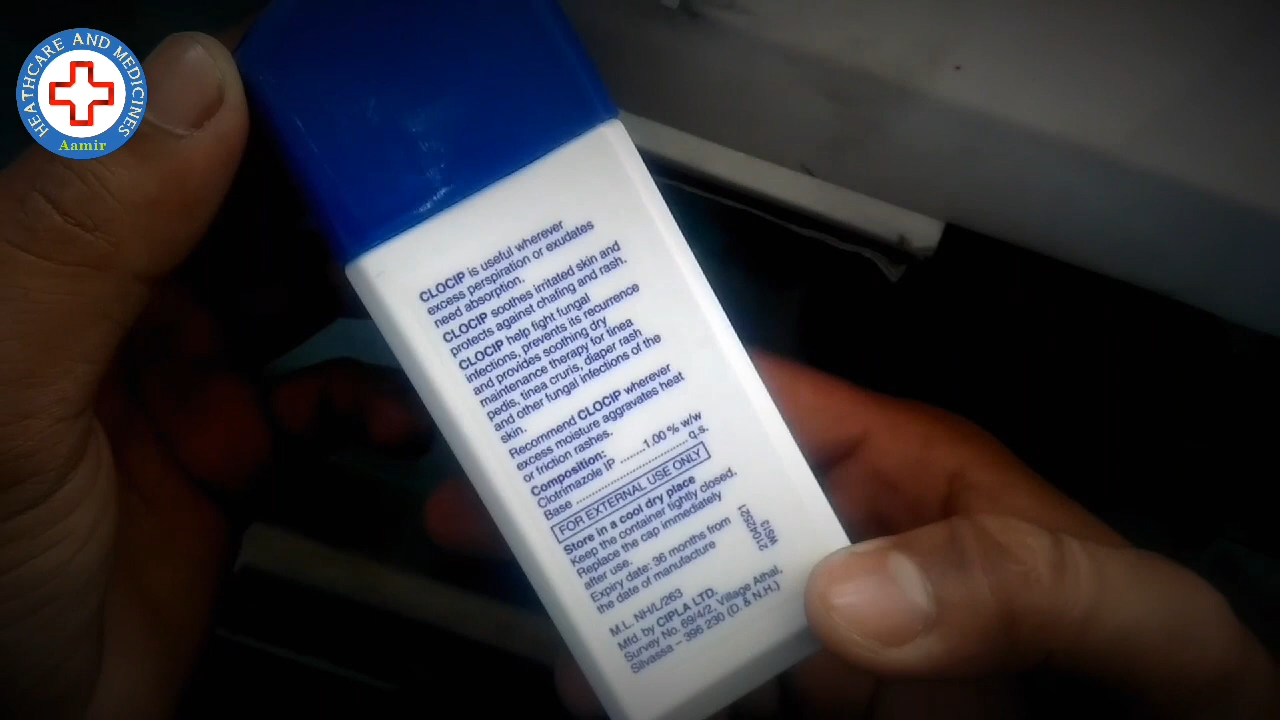 HEATHCARE AND MEDICINES
Aamir
CLOCIP is useful wherever
excess perspiration or exudates
need absorption.
CLOCIP soothes irritated skin and
protects against chafing and rash.
CLOCIP help fight fungal
infections, prevents its recurrence
and provides soothing dry
maintenance therapy for tinea
pedis, tinea cruris, diaper rash
and other fungal infections of the
skin.
Recommend CLOCIP wherever
excess moisture aggravates heat
or friction rashes.
Composition:
Clotrimazole IP ........1.00 % w/w
Base ................................q.s.
FOR EXTERNAL USE ONLY
Store in a cool dry place
Keep the container tightly closed.
Replace the cap immediately
after use.
Expiry date: 36 months from
the date of manufacture
21042521
WS13
M.L. NH/L/263
Mfd. by CIPLA LTD.
Survey No. 69/4/2, Village Athal,
Silvassa – 396 230 (D. & N.H.)